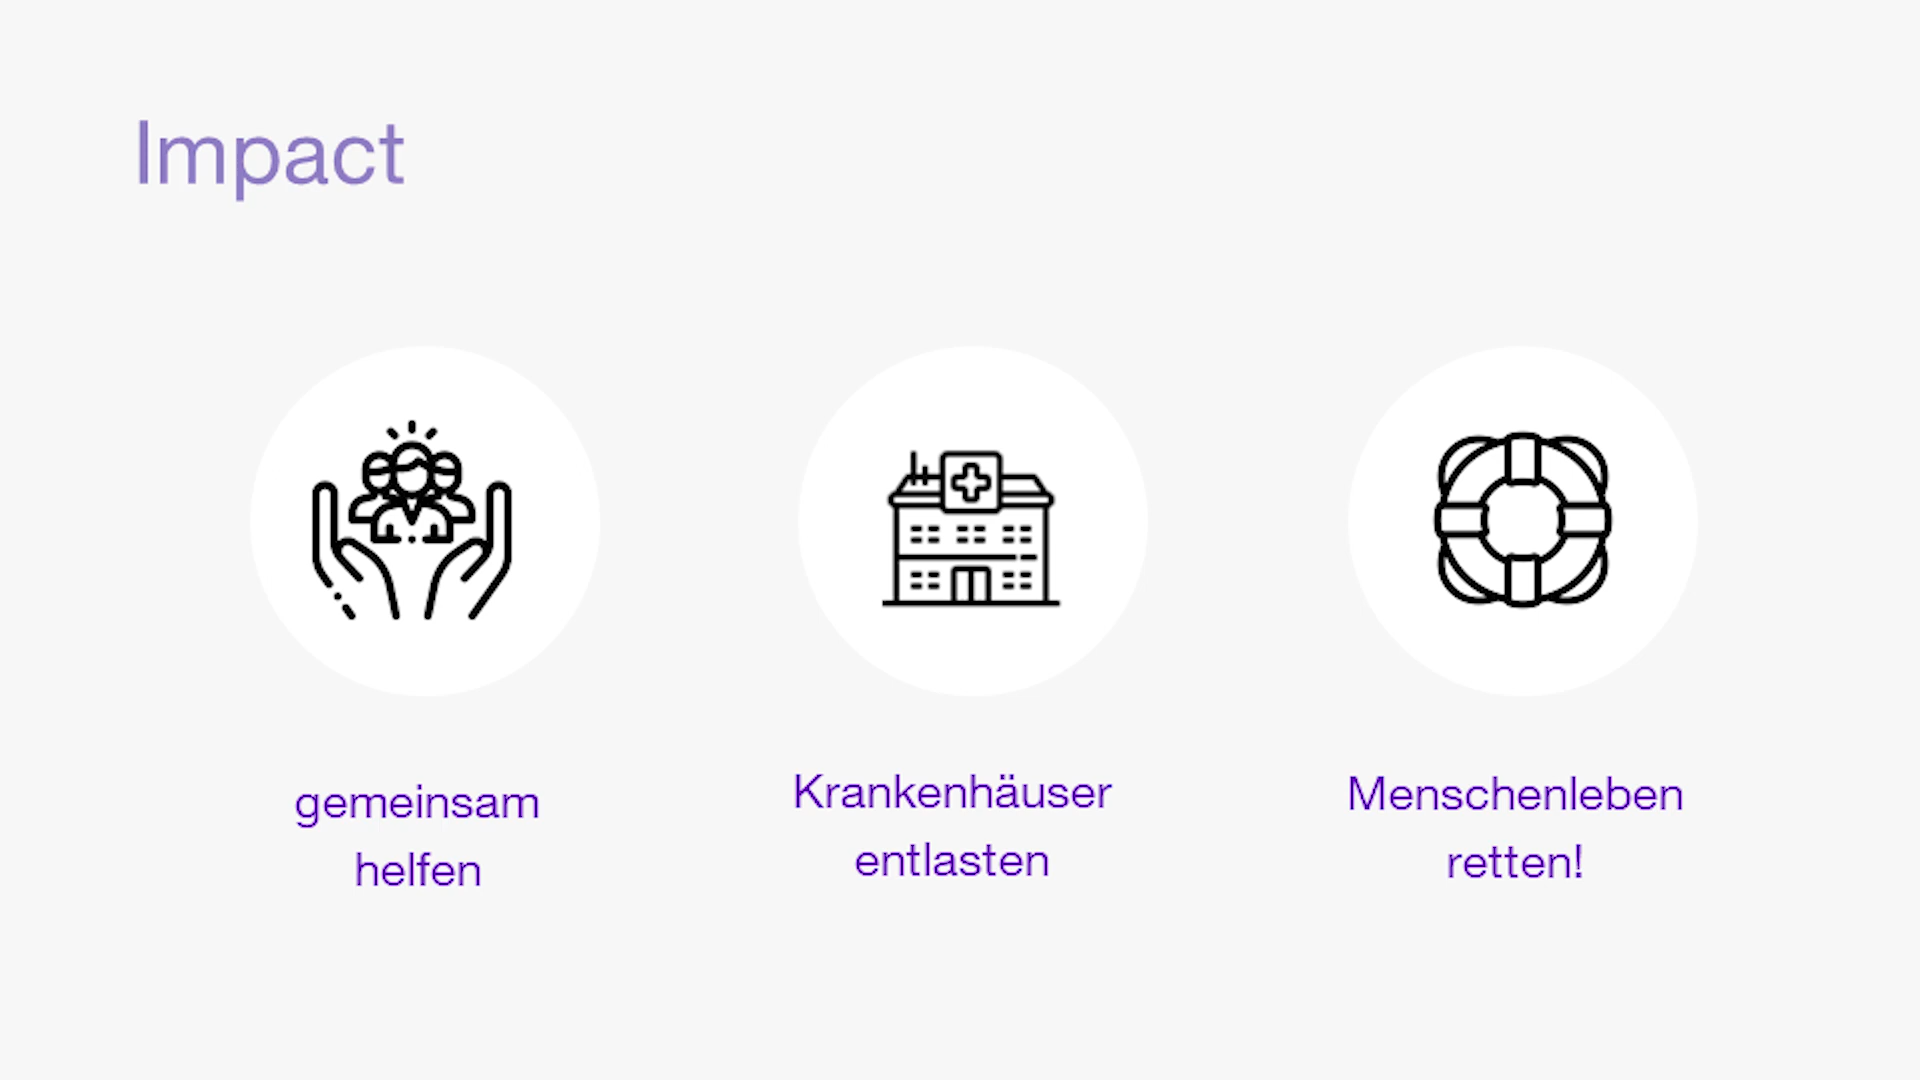 Impact
gemeinsam
helfen
Krankenhäuser
entlasten
Menschenleben
retten!